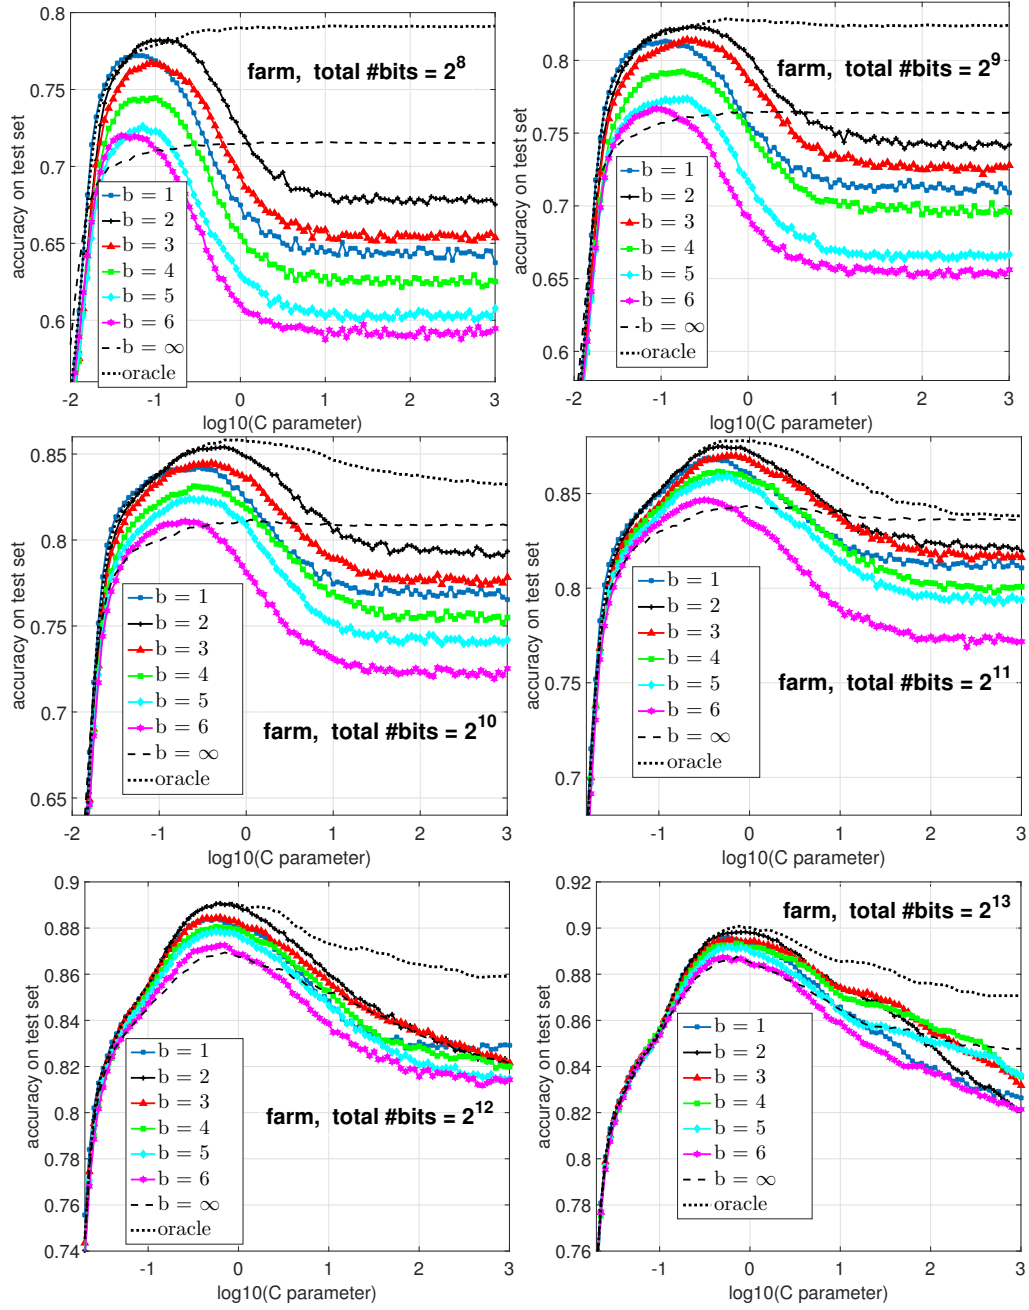 0.8
0.75
0.7
0.65
0.6
accuracy on test set
farm, total #bits = 2^8
b = 1
b = 2
b = 3
b = 4
b = 5
b = 6
b = ∞
oracle
-2 -1 0 1 2 3
log10(C parameter)
0.8
0.75
0.7
0.65
0.6
accuracy on test set
farm, total #bits = 2^9
b = 1
b = 2
b = 3
b = 4
b = 5
b = 6
b = ∞
oracle
-2 -1 0 1 2 3
log10(C parameter)
0.85
0.8
0.75
0.7
0.65
accuracy on test set
b = 1
b = 2
b = 3
b = 4
b = 5
b = 6
b = ∞
oracle
farm, total #bits = 2^10
-2 -1 0 1 2 3
log10(C parameter)
0.85
0.8
0.75
0.7
accuracy on test set
b = 1
b = 2
b = 3
b = 4
b = 5
b = 6
b = ∞
oracle
farm, total #bits = 2^11
-1 0 1 2 3
log10(C parameter)
0.9
0.88
0.86
0.84
0.82
0.8
0.78
0.76
0.74
accuracy on test set
b = 1
b = 2
b = 3
b = 4
b = 5
b = 6
b = ∞
oracle
farm, total #bits = 2^12
-1 0 1 2 3
log10(C parameter)
0.92
0.9
0.88
0.86
0.84
0.82
0.8
0.78
0.76
accuracy on test set
farm, total #bits = 2^13
b = 1
b = 2
b = 3
b = 4
b = 5
b = 6
b = ∞
oracle
-1 0 1 2 3
log10(C parameter)